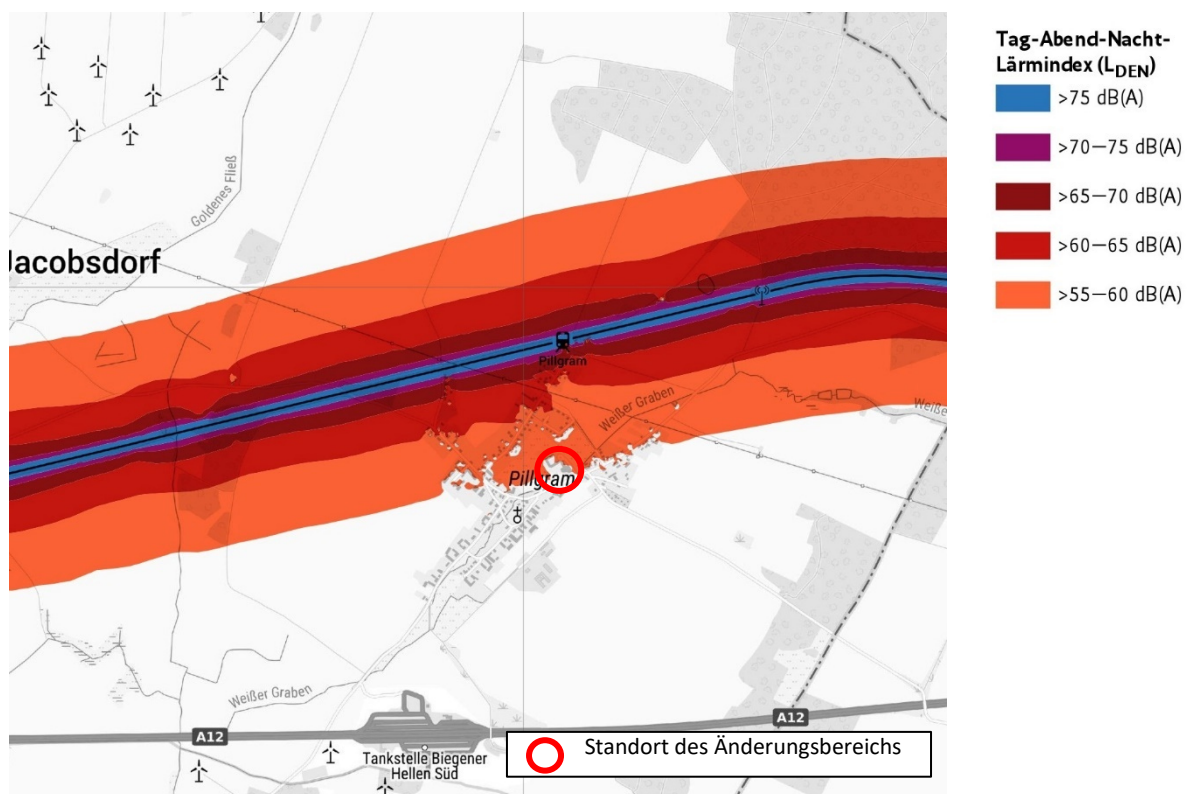 Tag-Abend-Nacht-
Lärmindex (LDEN)
>75 dB(A)
>70—75 dB(A)
>65—70 dB(A)
>60—65 dB(A)
>55—60 dB(A)
Goldenes Fließ
Jacobsdorf
Pillgram
Weißer Graben
Weißer
Pillgram
Weißer Graben
A12
A12
Tankstelle Biegener
Hellen Süd
Standort des Änderungsbereichs